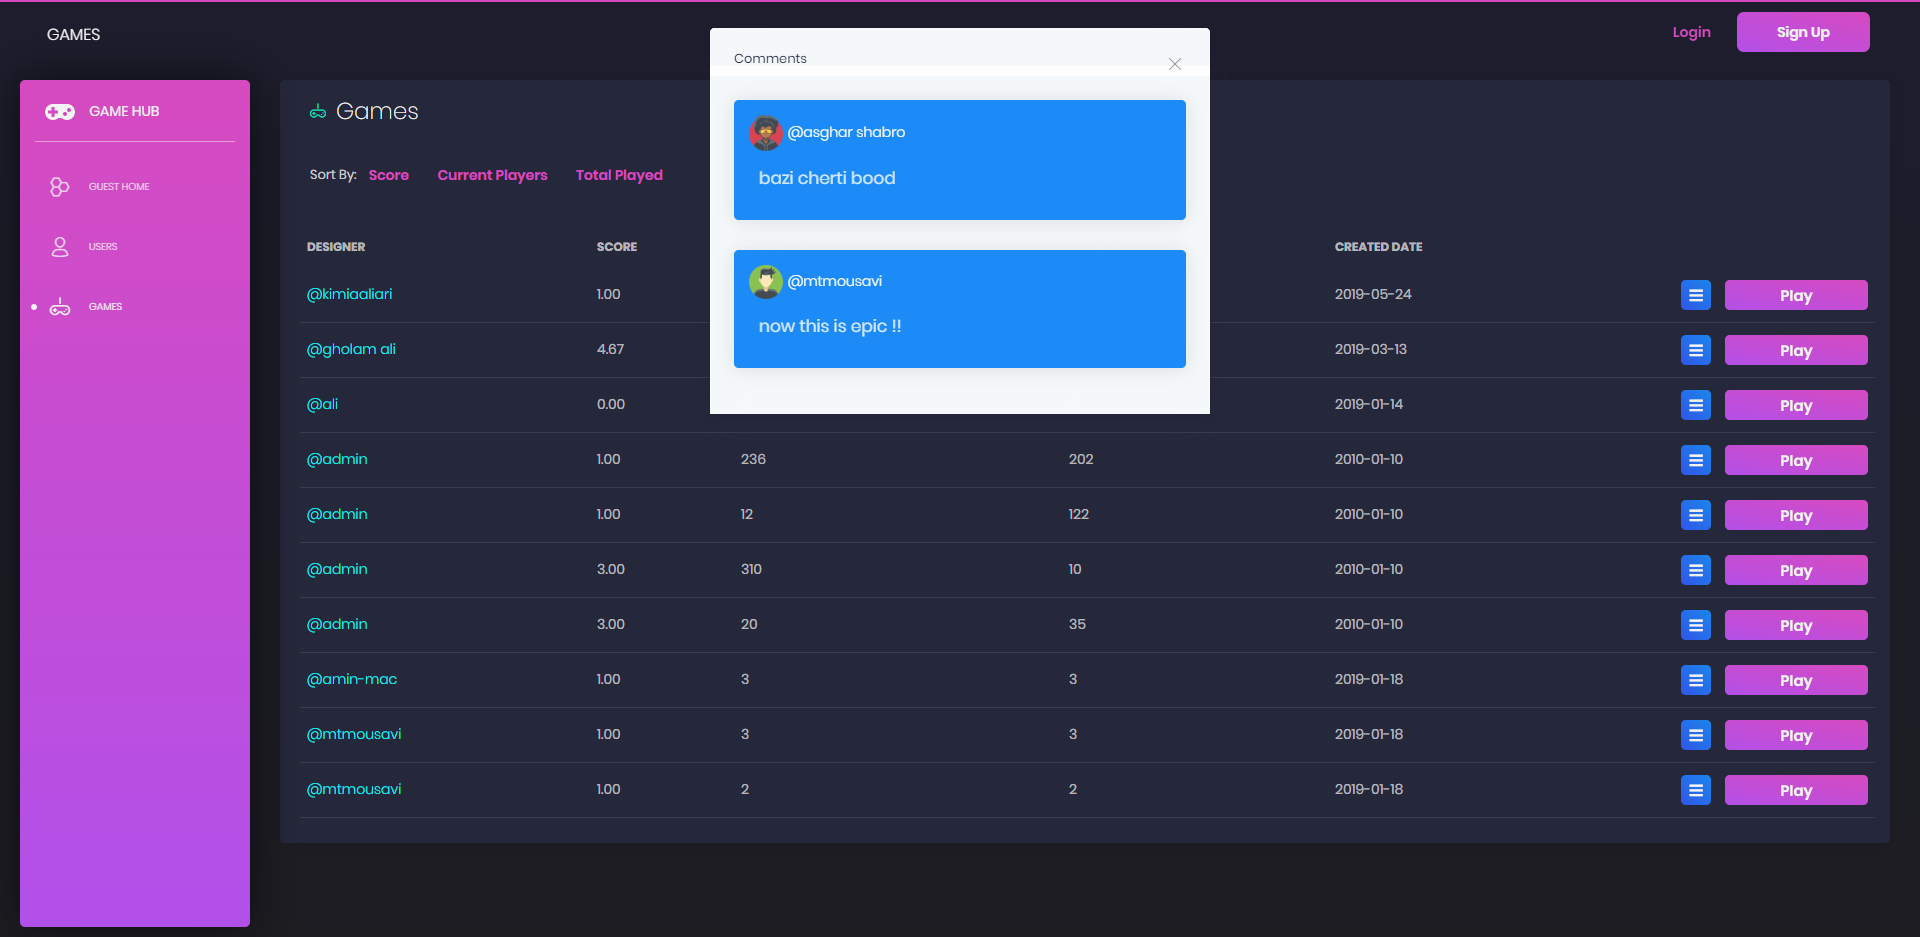 GAMES
Login
Sign Up
GAME HUB
GUEST HOME
USERS
GAMES
Games
Sort By: Score Current Players Total Played
Comments
@asghar shabro
bazi cherti bood
@mtmousavi
now this is epic !!
DESIGNER SCORE CREATED DATE
@kimiaaliari 1.00 2019-05-24 Play
@gholam ali 4.67 2019-03-13 Play
@ali 0.00 2019-01-14 Play
@admin 1.00 236 202 2010-01-10 Play
@admin 1.00 12 122 2010-01-10 Play
@admin 3.00 310 10 2010-01-10 Play
@admin 3.00 20 35 2010-01-10 Play
@amin-mac 1.00 3 3 2019-01-18 Play
@mtmousavi 1.00 3 3 2019-01-18 Play
@mtmousavi 1.00 2 2 2019-01-18 Play